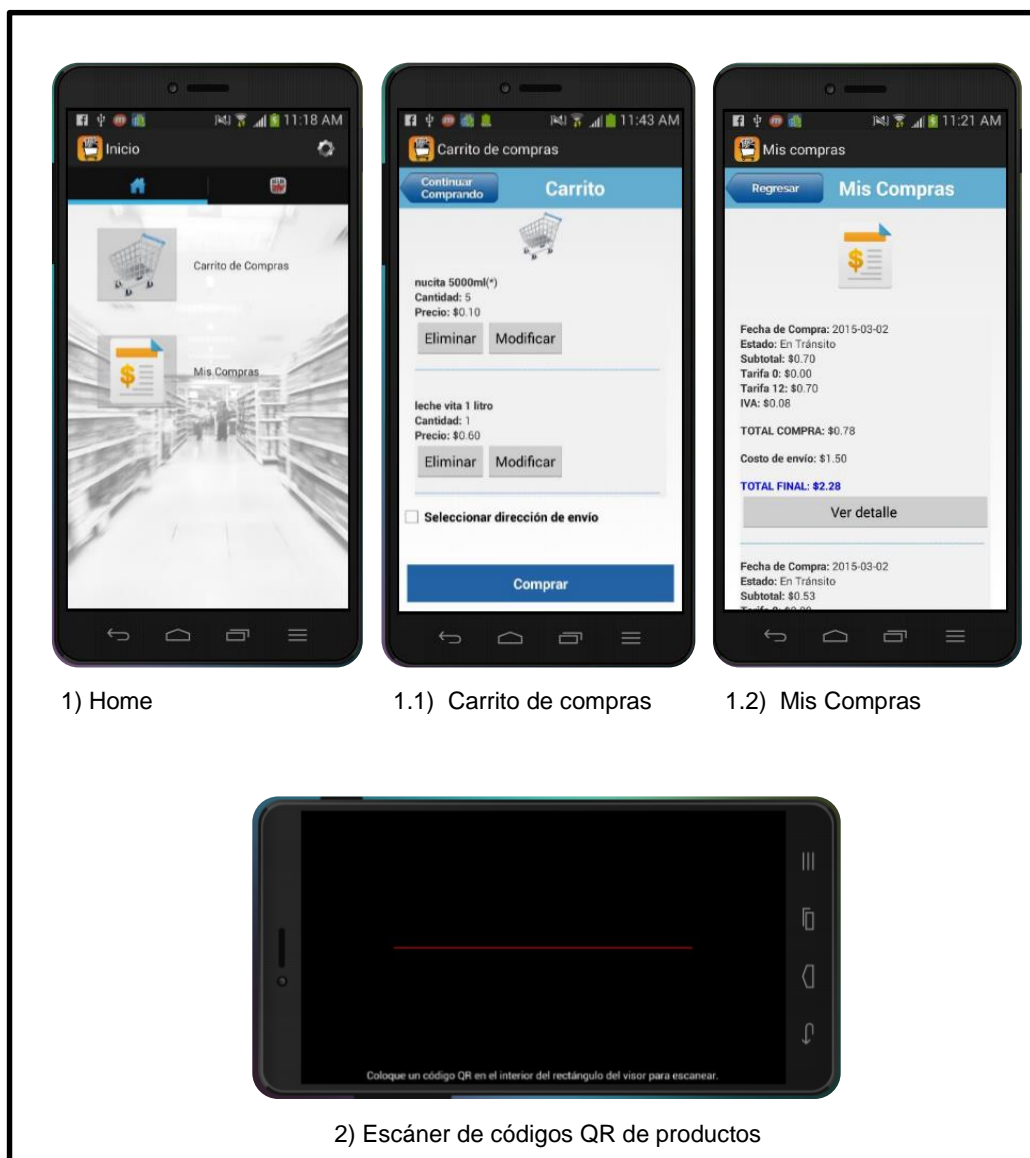 11:18 AM
Inicio
Carrito de Compras
Mis Compras
1) Home
11:43 AM
Carrito de compras
Continuar
Comprando
Carrito
nucita 5000ml(*)
Cantidad: 5
Precio: $0.10
Eliminar Modificar
leche vita 1 litro
Cantidad: 1
Precio: $0.60
Eliminar Modificar
Seleccionar dirección de envío
Comprar
1.1) Carrito de compras
11:21 AM
Mis compras
Regresar
Mis Compras
Fecha de Compra: 2015-03-02
Estado: En Tránsito
Subtotal: $0.70
Tarifa 0: $0.00
Tarifa 12: $0.70
IVA: $0.08
TOTAL COMPRA: $0.78
Costo de envío: $1.50
TOTAL FINAL: $2.28
Ver detalle
Fecha de Compra: 2015-03-02
Estado: En Tránsito
Subtotal: $0.53
1.2) Mis Compras
Coloque un código QR en el interior del rectángulo del visor para escanear.
2) Escáner de códigos QR de productos